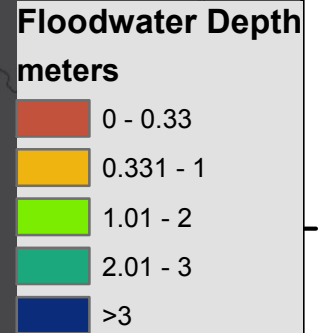 Floodwater Depth
meters
0 - 0.33
0.331 - 1
1.01 - 2
2.01 - 3
>3